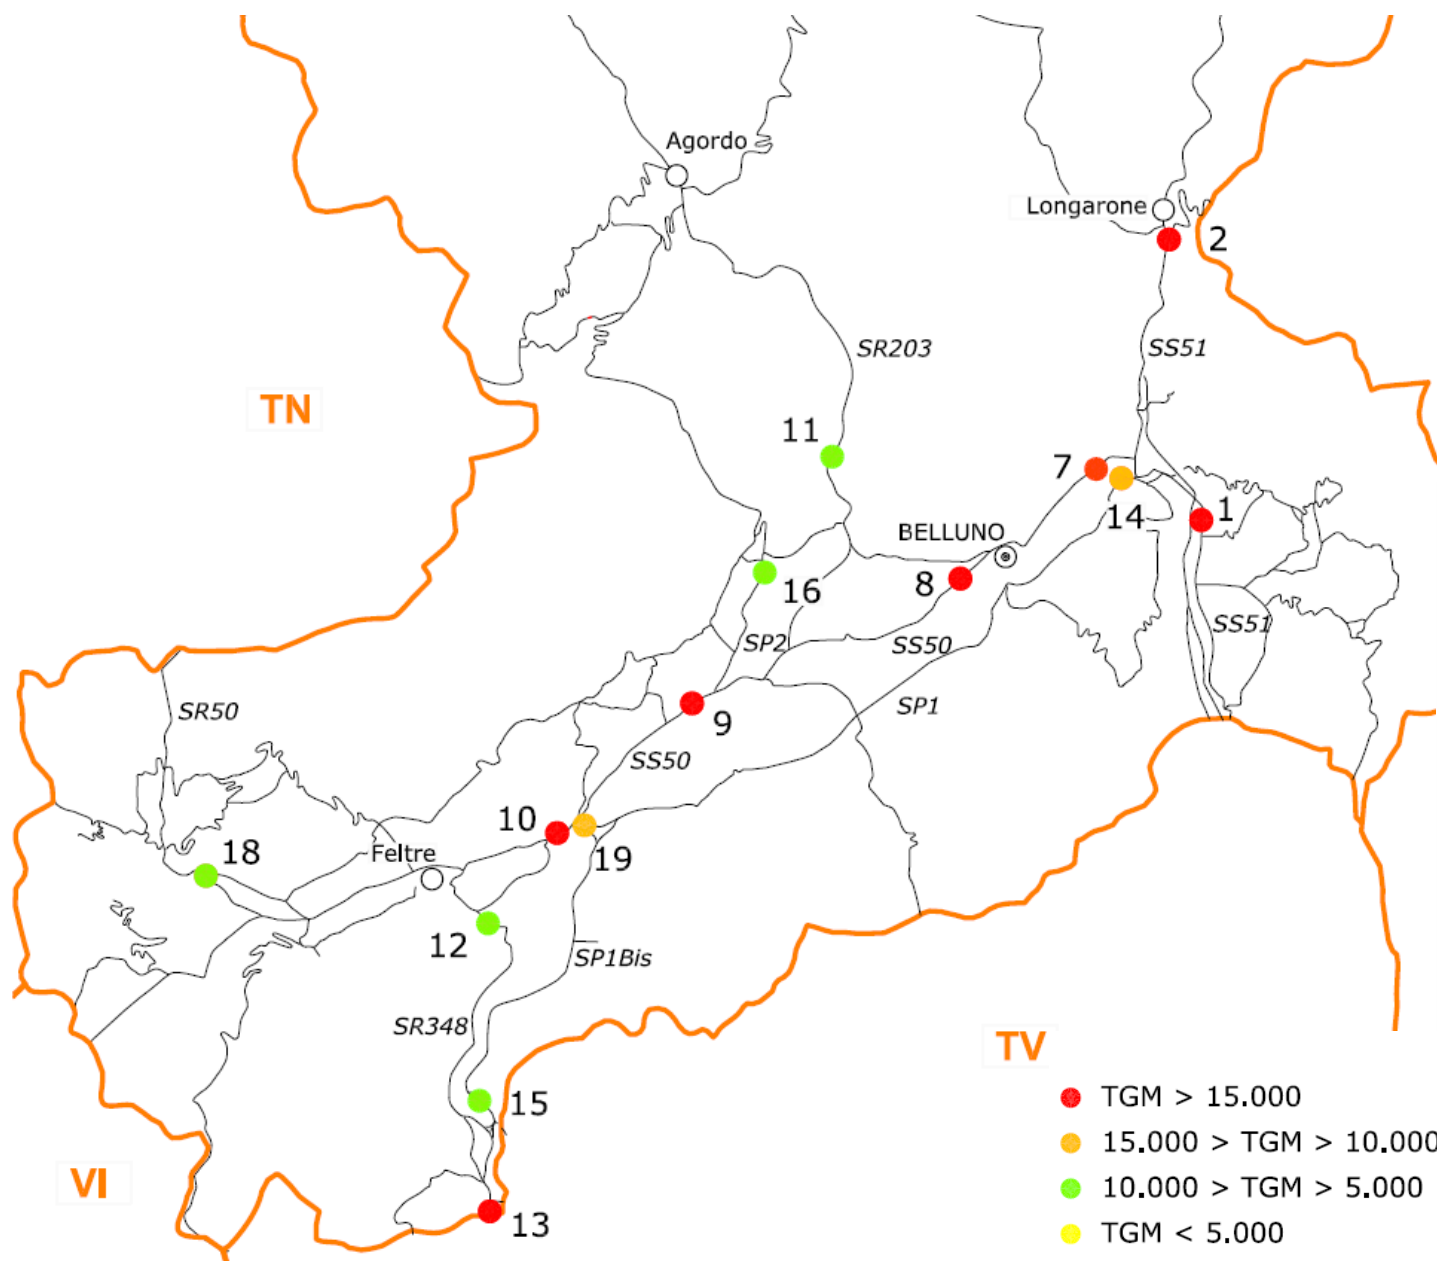 Agordo
Longarone
2
SR203
SS51
TN
11
7
14
1
BELLUNO
8
16
SS51
SP2
SS50
SP1
SR50
9
SS50
10
19
18
Feltre
12
SP1Bis
SR348
TV
15
TGM > 15.000
15.000 > TGM > 10.000
VI
10.000 > TGM > 5.000
13
TGM < 5.000